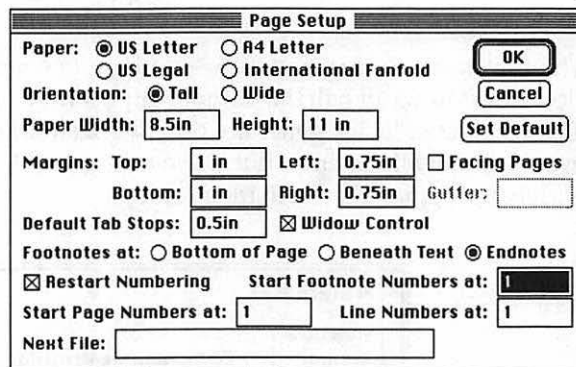 Page Setup
Paper: US Letter A4 Letter OK
US Legal International Fanfold
Orientation: Tall Wide Cancel
Paper Width: 8.5in Height: 11 in Set Default
Margins: Top: 1 in Left: 0.75in Facing Pages
Bottom: 1 in Right: 0.75in Gutter:
Default Tab Stops: 0.5in Widow Control
Footnotes at: Bottom of Page Beneath Text Endnotes
Restart Numbering Start Footnote Numbers at: 1
Start Page Numbers at: 1 Line Numbers at: 1
Next File: